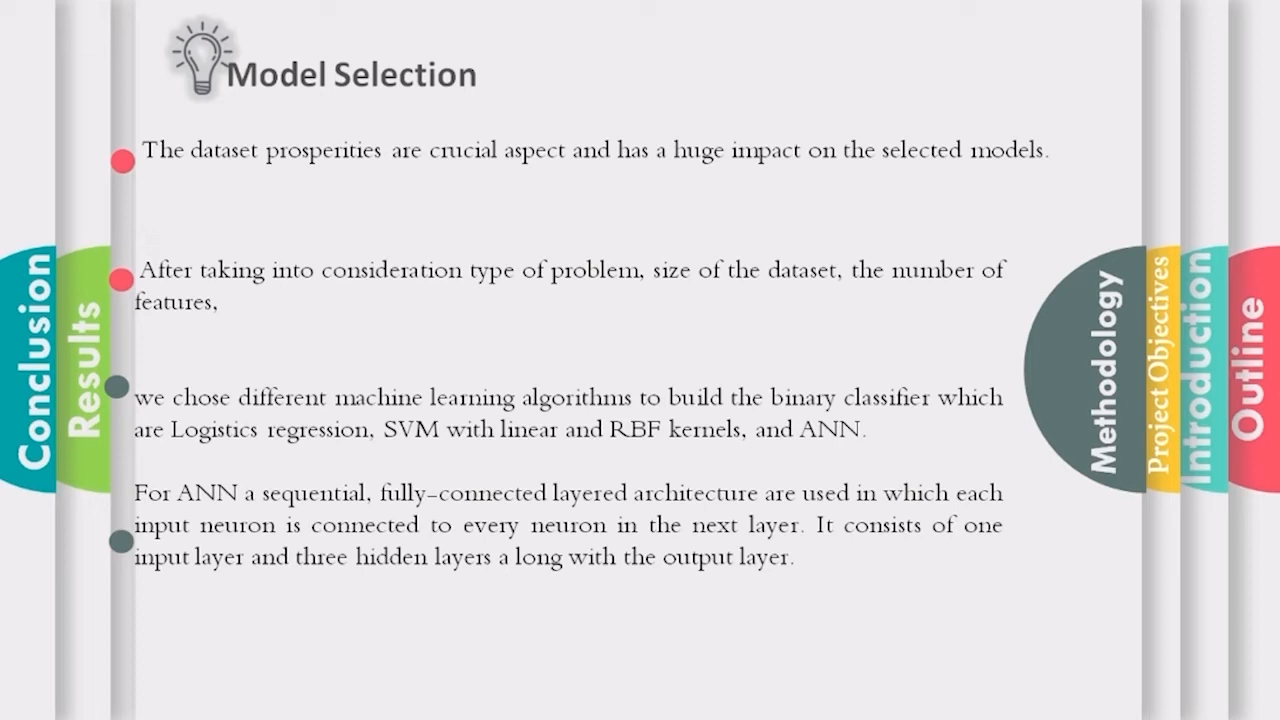 Model Selection
The dataset prosperities are crucial aspect and has a huge impact on the selected models.
After taking into consideration type of problem, size of the dataset, the number of
features,
we chose different machine learning algorithms to build the binary classifier which
are Logistics regression, SVM with linear and RBF kernels, and ANN.
For ANN a sequential, fully-connected layered architecture are used in which each
input neuron is connected to every neuron in the next layer. It consists of one
input layer and three hidden layers a long with the output layer.
Conclusion
Results
Methodology
Project Objectives
Introduction
Outline